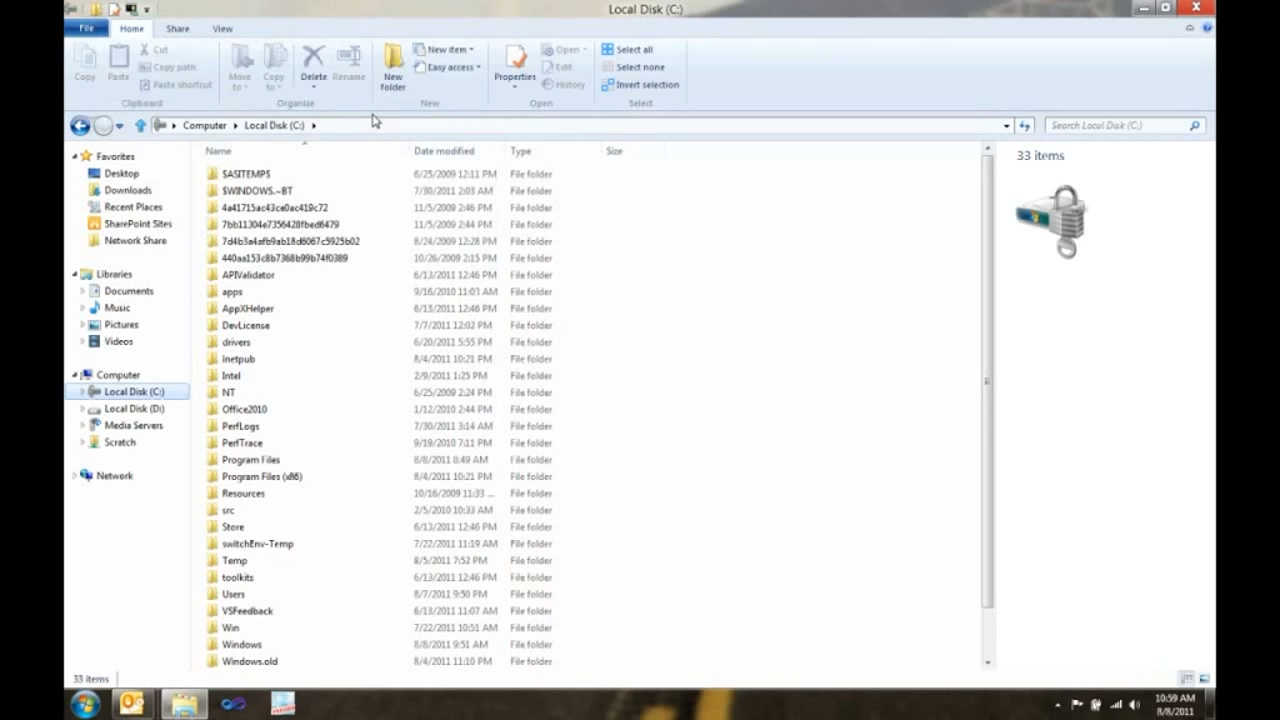 Local Disk (C:)
File Home Share View
Copy
Paste
Cut
Copy path
Paste shortcut
Clipboard
Move to
Copy to
Delete
Rename
Organize
New folder
New item
Easy access
New
Properties
Open
Edit
History
Open
Select all
Select none
Invert selection
Select
Computer Local Disk (C:)
Search Local Disk (C:)
Favorites
Desktop
Downloads
Recent Places
SharePoint Sites
Network Share
Libraries
Documents
Music
Pictures
Videos
Computer
Local Disk (C:)
Local Disk (D:)
Media Servers
Scratch
Network
Name Date modified Type Size
$ASITEMP$ 6/25/2009 12:11 PM File folder
$WINDOWS.~BT 7/30/2011 2:03 AM File folder
4a41715ac43ce0ac419c72 11/5/2009 2:46 PM File folder
7bb11304e7356428fbed6479 11/5/2009 2:44 PM File folder
7d4b3a4afb9ab18d6067c5925b02 8/24/2009 12:28 PM File folder
440aa153c8b7368b99b74f0389 10/26/2009 2:15 PM File folder
APIValidator 6/13/2011 12:46 PM File folder
apps 9/16/2010 11:03 AM File folder
AppXHelper 6/13/2011 12:46 PM File folder
DevLicense 7/7/2011 12:02 PM File folder
drivers 6/20/2011 5:55 PM File folder
Inetpub 8/4/2011 10:21 PM File folder
Intel 2/9/2011 1:25 PM File folder
NT 6/25/2009 2:24 PM File folder
Office2010 1/12/2010 2:44 PM File folder
PerfLogs 7/30/2011 3:14 AM File folder
PerfTrace 9/19/2010 7:11 PM File folder
Program Files 8/8/2011 8:49 AM File folder
Program Files (x86) 8/4/2011 10:21 PM File folder
Resources 10/16/2009 11:33 ... File folder
src 2/5/2010 10:33 AM File folder
Store 6/13/2011 12:46 PM File folder
switchEnv-Temp 7/22/2011 11:19 AM File folder
Temp 8/5/2011 7:52 PM File folder
toolkits 6/13/2011 12:46 PM File folder
Users 8/7/2011 9:50 PM File folder
VSFeedback 6/13/2011 11:07 AM File folder
Win 7/22/2011 10:51 AM File folder
Windows 8/8/2011 9:51 AM File folder
Windows.old 8/4/2011 11:10 PM File folder
33 items
33 items
10:59 AM
8/8/2011